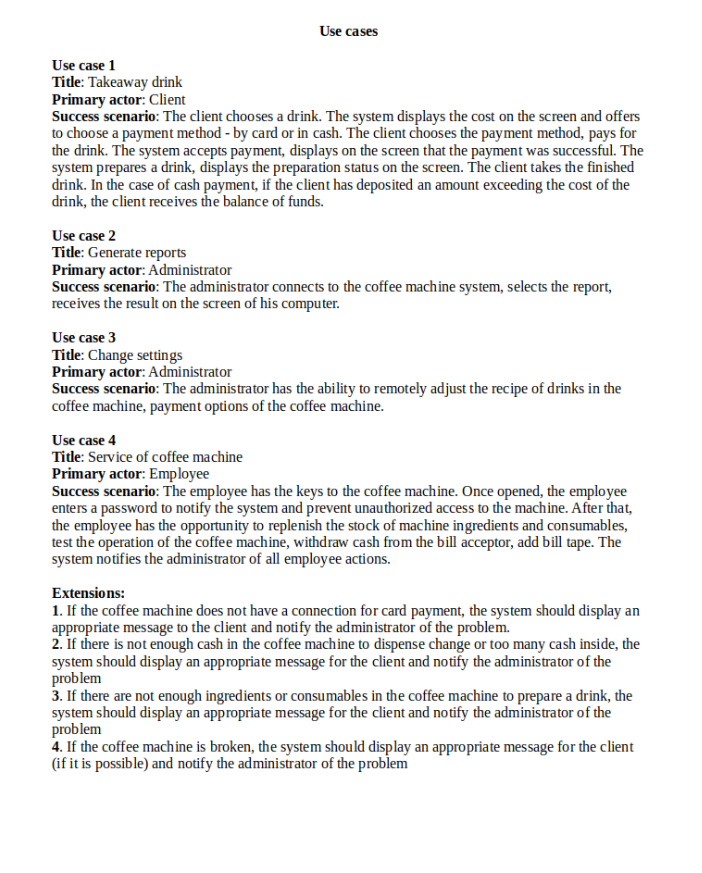 Use cases
Use case 1
Title: Takeaway drink
Primary actor: Client
Success scenario: The client chooses a drink. The system displays the cost on the screen and offers
to choose a payment method - by card or in cash. The client chooses the payment method, pays for
the drink. The system accepts payment, displays on the screen that the payment was successful. The
system prepares a drink, displays the preparation status on the screen. The client takes the finished
drink. In the case of cash payment, if the client has deposited an amount exceeding the cost of the
drink, the client receives the balance of funds.
Use case 2
Title: Generate reports
Primary actor: Administrator
Success scenario: The administrator connects to the coffee machine system, selects the report,
receives the result on the screen of his computer.
Use case 3
Title: Change settings
Primary actor: Administrator
Success scenario: The administrator has the ability to remotely adjust the recipe of drinks in the
coffee machine, payment options of the coffee machine.
Use case 4
Title: Service of coffee machine
Primary actor: Employee
Success scenario: The employee has the keys to the coffee machine. Once opened, the employee
enters a password to notify the system and prevent unauthorized access to the machine. After that,
the employee has the opportunity to replenish the stock of machine ingredients and consumables,
test the operation of the coffee machine, withdraw cash from the bill acceptor, add bill tape. The
system notifies the administrator of all employee actions.
Extensions:
1. If the coffee machine does not have a connection for card payment, the system should display an
appropriate message to the client and notify the administrator of the problem.
2. If there is not enough cash in the coffee machine to dispense change or too many cash inside, the
system should display an appropriate message for the client and notify the administrator of the
problem
3. If there are not enough ingredients or consumables in the coffee machine to prepare a drink, the
system should display an appropriate message for the client and notify the administrator of the
problem
4. If the coffee machine is broken, the system should display an appropriate message for the client
(if it is possible) and notify the administrator of the problem